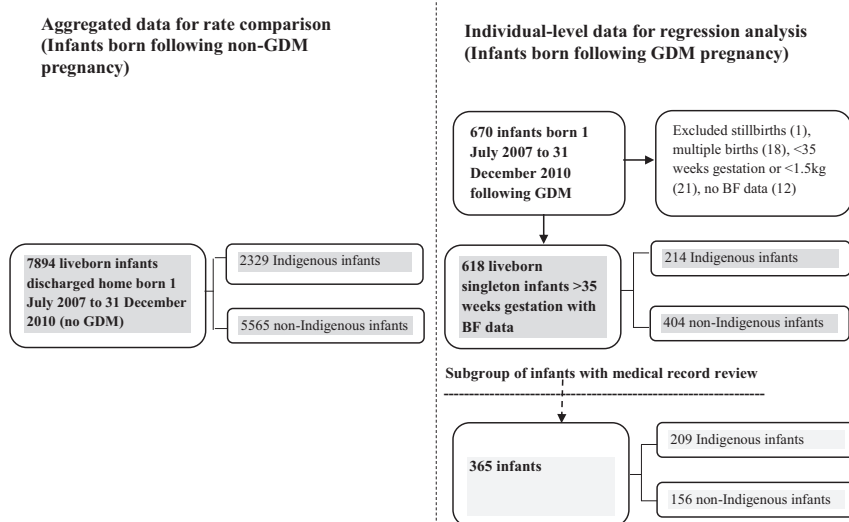 Aggregated data for rate comparison
(Infants born following non-GDM
pregnancy)
7894 liveborn infants
discharged home born 1
July 2007 to 31 December
2010 (no GDM)
2329 Indigenous infants
5565 non-Indigenous infants
Individual-level data for regression analysis
(Infants born following GDM pregnancy)
670 infants born 1
July 2007 to 31
December 2010
following GDM
Excluded stillbirths (1),
multiple births (18), <35
weeks gestation or <1.5kg
(21), no BF data (12)
618 liveborn
singleton infants >35
weeks gestation with
BF data
214 Indigenous infants
404 non-Indigenous infants
Subgroup of infants with medical record review
365 infants
209 Indigenous infants
156 non-Indigenous infants